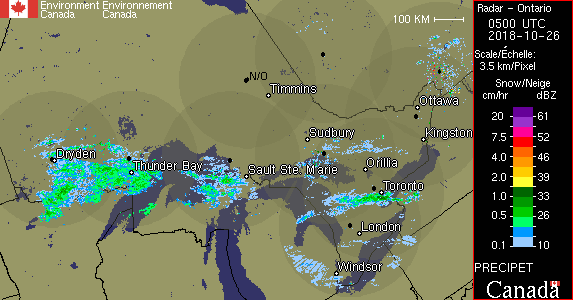 Environment Environnement
Canada Canada
100 KM
N/O
Timmins
Ottawa
Sudbury
Kingston
Dryden
Thunder Bay
Sault Ste. Marie
Orillia
Toronto
London
Windsor
Radar - Ontario
0500 UTC
2018-10-26
Scale/Échelle:
3.5 km/Pixel
Snow/Neige
cm/hr dBZ
20 61
10 57
7.5 52
4.0 46
2.0 39
1.0 33
0.5 26
0.1 10
PRECIPET
Canada